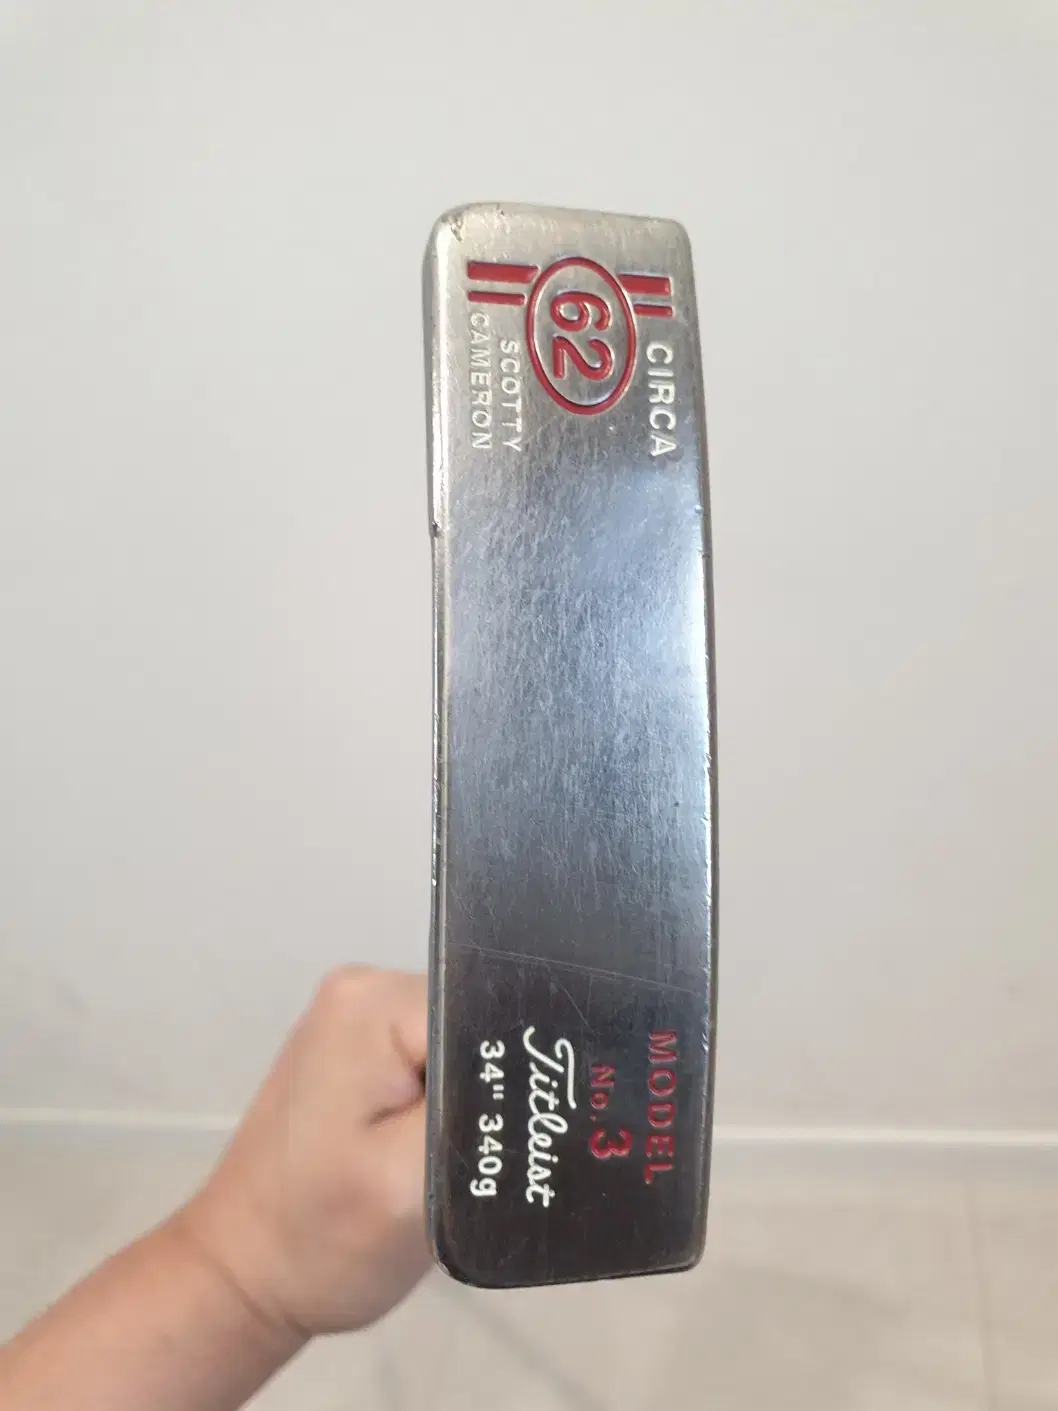 CIRCA
62
SCOTTY
CAMERON
MODEL
No. 3
Titleist
34" 340g